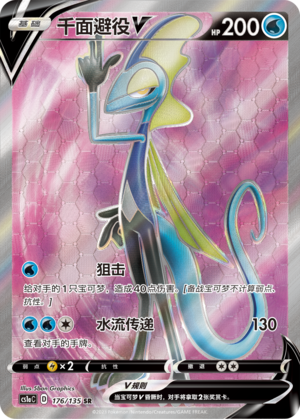 基础
千面避役V
HP 200
狙击
给对手的1只宝可梦，造成40点伤害。［备战宝可梦不计算弱点、
抗性。］
水流传递 130
查看对手的手牌。
弱点 ×2 抗性 撤退
V规则
当宝可梦V昏厥时，对手将拿取2张奖赏卡。
CS1aC D 176/135 SR